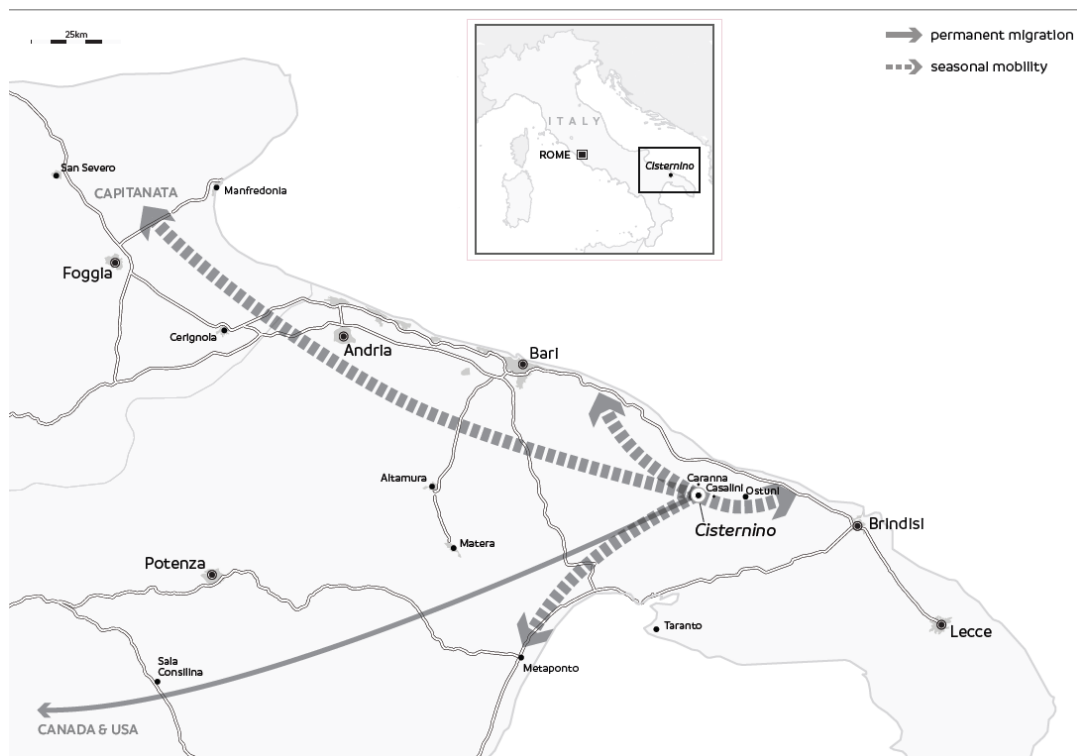 25km
permanent migration
seasonal mobility
ITALY
ROME
Cisternino
San Severo
CAPITANATA
Manfredonia
Foggia
Cerignola
Andria
Bari
Altamura
Caranna
Casalini
Ostuni
Cisternino
Brindisi
Matera
Potenza
Taranto
Lecce
Metaponto
Sala
Consilina
CANADA & USA